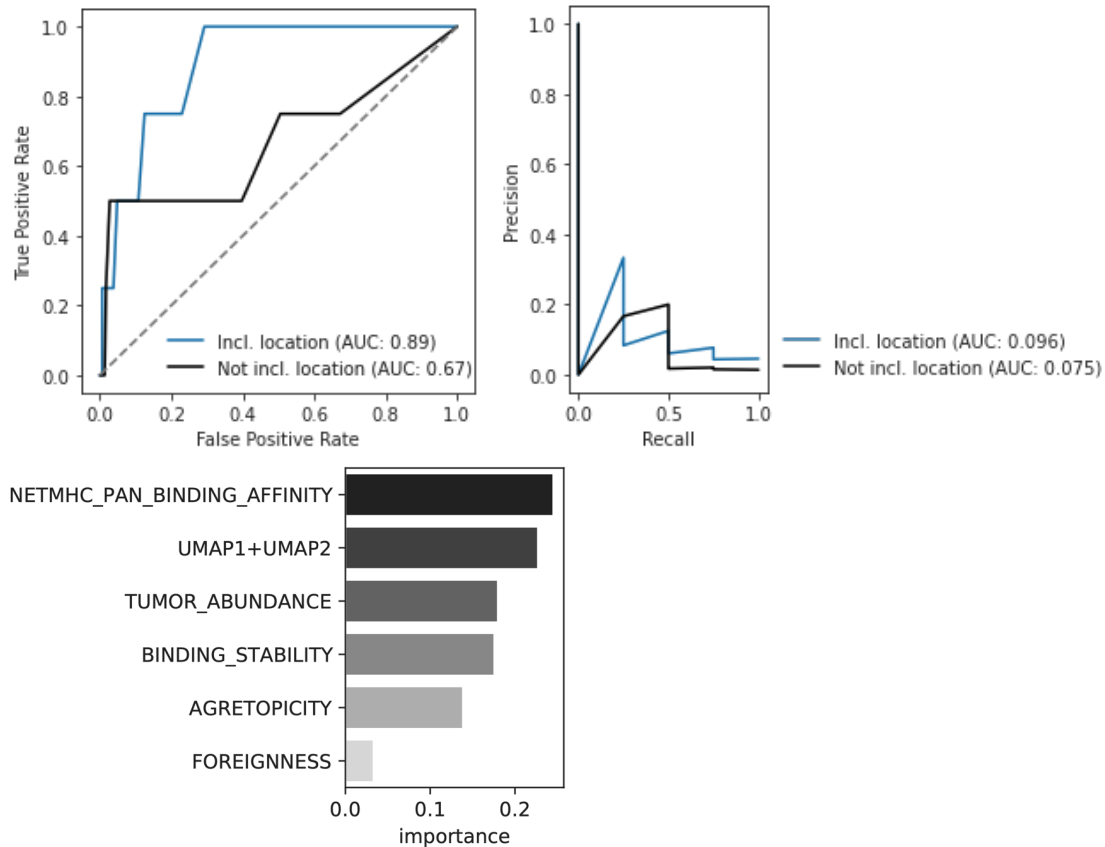 1.0
0.8
0.6
0.4
0.2
0.0
True Positive Rate
Incl. location (AUC: 0.89)
Not incl. location (AUC: 0.67)
0.0 0.2 0.4 0.6 0.8 1.0
False Positive Rate
1.0
0.8
0.6
0.4
0.2
0.0
Precision
0.0 0.5 1.0
Recall
Incl. location (AUC: 0.096)
Not incl. location (AUC: 0.075)
NETMHC_PAN_BINDING_AFFINITY
UMAP1+UMAP2
TUMOR_ABUNDANCE
BINDING_STABILITY
AGRETOPICITY
FOREIGNNESS
0.0 0.1 0.2
importance